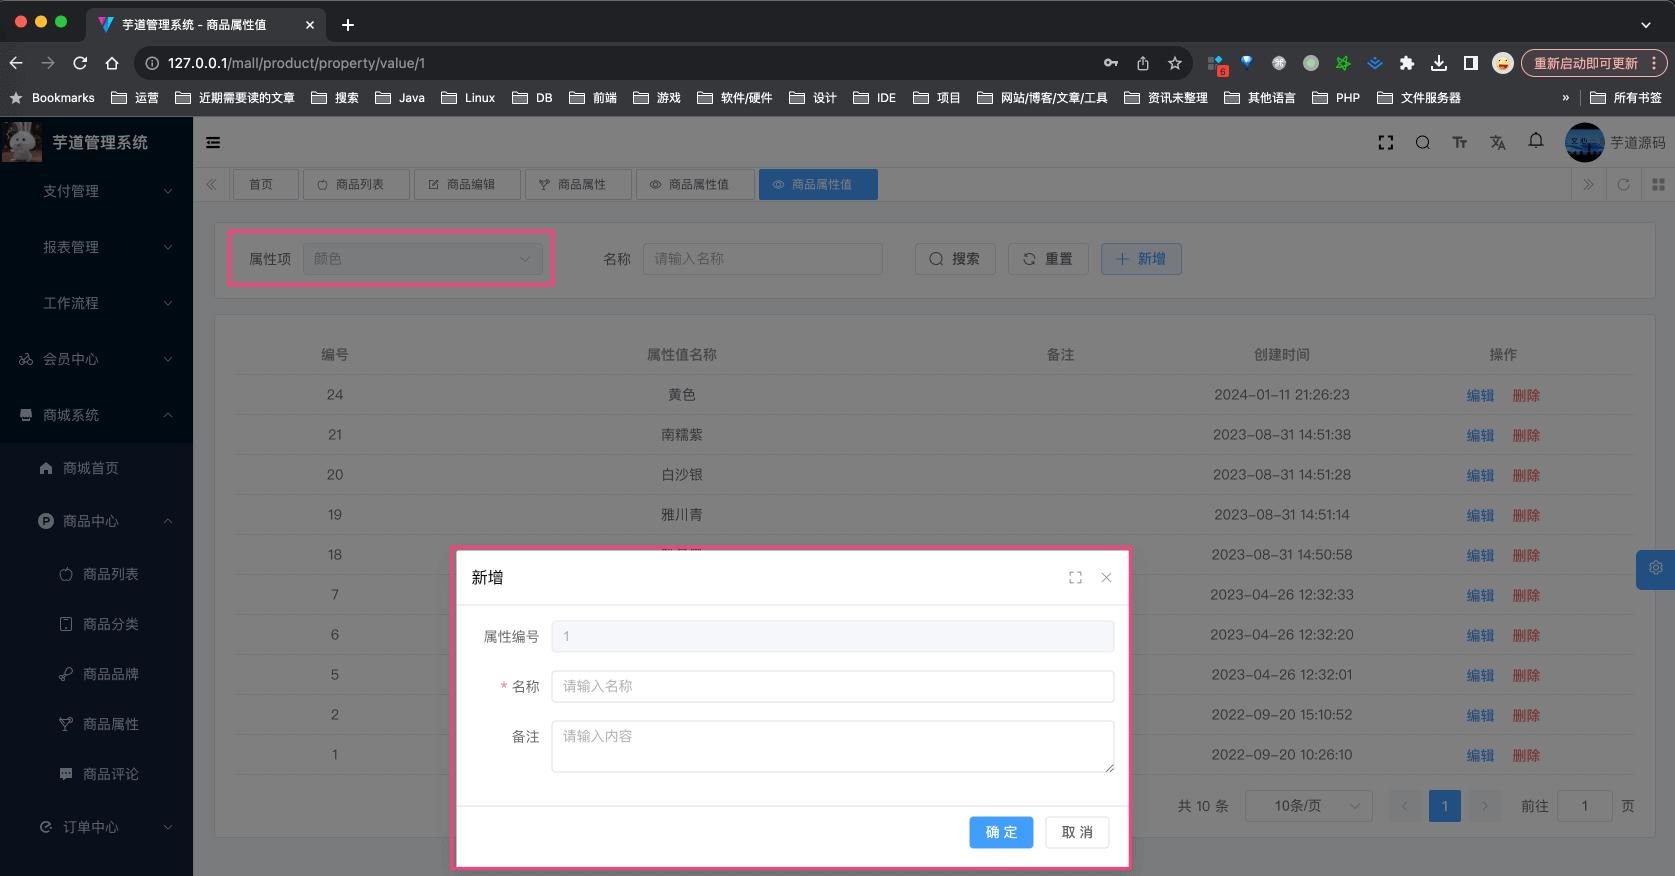 芋道管理系统 - 商品属性值
127.0.0.1/mall/product/property/value/1
6
重新启动即可更新
Bookmarks 运营 近期需要读的文章 搜索 Java Linux DB 前端 游戏 软件/硬件 设计 IDE 项目 网站/博客/文章/工具 资讯未整理 其他语言 PHP 文件服务器 » 所有书签
芋道管理系统
芋道源码
首页 商品列表 商品编辑 商品属性 商品属性值 商品属性值
支付管理
报表管理
工作流程
会员中心
商城系统
商城首页
商品中心
商品列表
商品分类
商品品牌
商品属性
商品评论
订单中心
属性项 颜色 名称 请输入名称 搜索 重置 新增
编号 属性值名称 备注 创建时间 操作
24 黄色 2024-01-11 21:26:23 编辑 删除
21 南糯紫 2023-08-31 14:51:38 编辑 删除
20 白沙银 2023-08-31 14:51:28 编辑 删除
19 雅川青 2023-08-31 14:51:14 编辑 删除
18 2023-08-31 14:50:58 编辑 删除
7 2023-04-26 12:32:33 编辑 删除
6 2023-04-26 12:32:20 编辑 删除
5 2023-04-26 12:32:01 编辑 删除
2 2022-09-20 15:10:52 编辑 删除
1 2022-09-20 10:26:10 编辑 删除
共 10 条 10条/页 1 前往 1 页
新增
属性编号 1
* 名称 请输入名称
备注 请输入内容
确定 取消